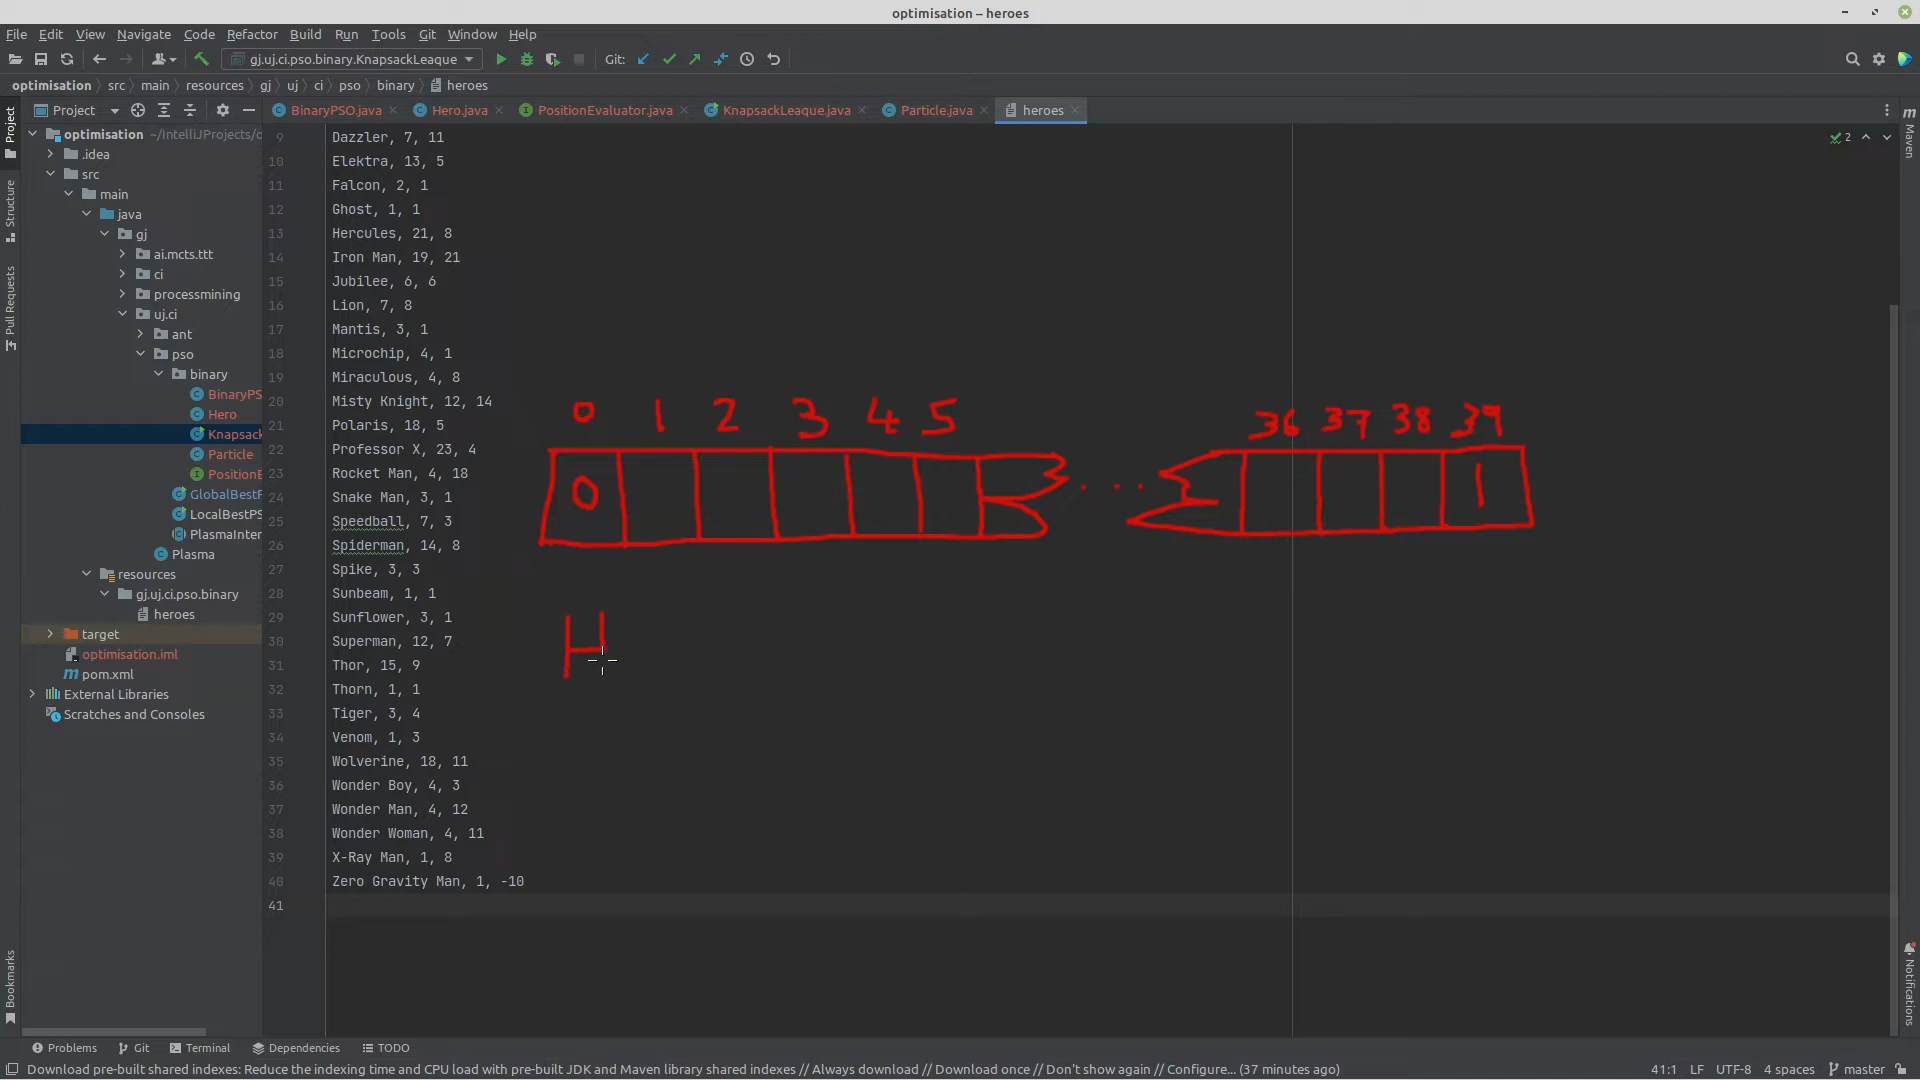 optimisation – heroes
File Edit View Navigate Code Refactor Build Run Tools Git Window Help
gj.uj.ci.pso.binary.KnapsackLeaque Git:
optimisation src main resources gj uj ci pso binary heroes
Project BinaryPSO.java Hero.java PositionEvaluator.java KnapsackLeaque.java Particle.java heroes
optimisation ~/IntelliJProjects/o
.idea
src
main
java
gj
ai.mcts.ttt
ci
processmining
uj.ci
ant
pso
binary
BinaryPS
Hero
Knapsack
Particle
PositionE
GlobalBestP
LocalBestPS
PlasmaInter
Plasma
resources
gj.uj.ci.pso.binary
heroes
target
optimisation.iml
pom.xml
External Libraries
Scratches and Consoles
9 Dazzler, 7, 11
10 Elektra, 13, 5
11 Falcon, 2, 1
12 Ghost, 1, 1
13 Hercules, 21, 8
14 Iron Man, 19, 21
15 Jubilee, 6, 6
16 Lion, 7, 8
17 Mantis, 3, 1
18 Microchip, 4, 1
19 Miraculous, 4, 8
20 Misty Knight, 12, 14
21 Polaris, 18, 5
22 Professor X, 23, 4
23 Rocket Man, 4, 18
24 Snake Man, 3, 1
25 Speedball, 7, 3
26 Spiderman, 14, 8
27 Spike, 3, 3
28 Sunbeam, 1, 1
29 Sunflower, 3, 1
30 Superman, 12, 7
31 Thor, 15, 9
32 Thorn, 1, 1
33 Tiger, 3, 4
34 Venom, 1, 3
35 Wolverine, 18, 11
36 Wonder Boy, 4, 3
37 Wonder Man, 4, 12
38 Wonder Woman, 4, 11
39 X-Ray Man, 1, 8
40 Zero Gravity Man, 1, -10
41
0 1 2 3 4 5 36 37 38 39
0 ... 1
H
2
Project
Structure
Pull Requests
Bookmarks
m
Maven
Notifications
Problems Git Terminal Dependencies TODO
Download pre-built shared indexes: Reduce the indexing time and CPU load with pre-built JDK and Maven library shared indexes // Always download // Download once // Don't show again // Configure... (37 minutes ago) 41:1 LF UTF-8 4 spaces master